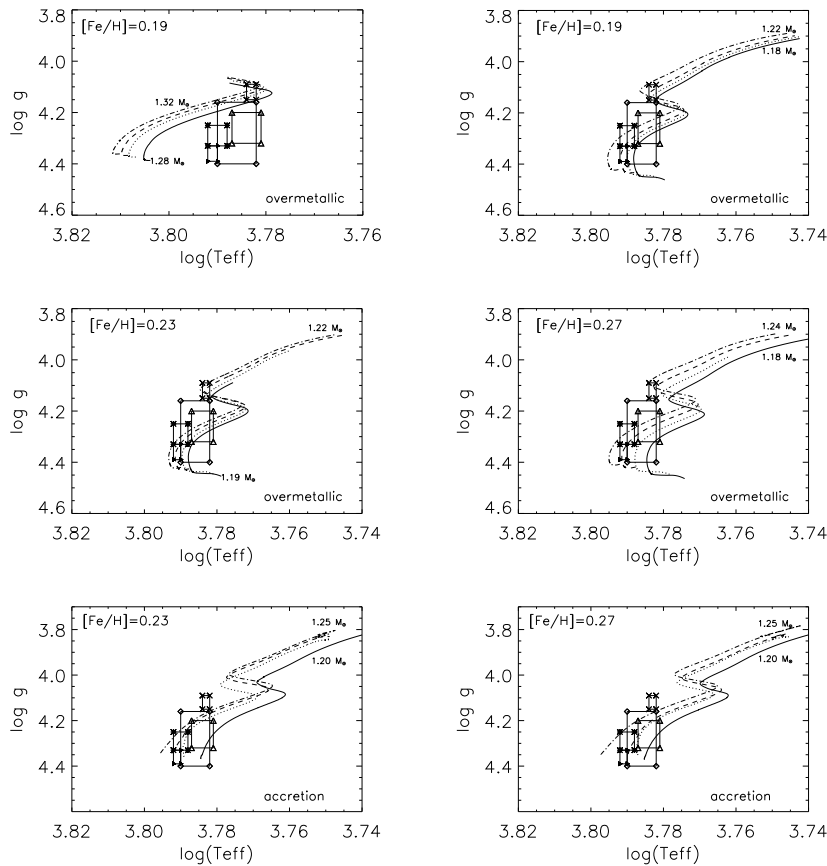 [Fe/H]=0.19
1.32 M⊙
1.28 M⊙
overmetallic
log g
3.8
4.0
4.2
4.4
4.6
3.82
3.80
3.78
3.76
log(Teff)
[Fe/H]=0.19
1.22 M⊙
1.18 M⊙
overmetallic
log g
3.8
4.0
4.2
4.4
4.6
3.82
3.80
3.78
3.76
3.74
log(Teff)
[Fe/H]=0.23
1.22 M⊙
1.19 M⊙
overmetallic
log g
3.8
4.0
4.2
4.4
4.6
3.82
3.80
3.78
3.76
3.74
log(Teff)
[Fe/H]=0.27
1.24 M⊙
1.18 M⊙
overmetallic
log g
3.8
4.0
4.2
4.4
4.6
3.82
3.80
3.78
3.76
3.74
log(Teff)
[Fe/H]=0.23
1.25 M⊙
1.20 M⊙
accretion
log g
3.8
4.0
4.2
4.4
3.82
3.80
3.78
3.76
3.74
log(Teff)
[Fe/H]=0.27
1.25 M⊙
1.20 M⊙
accretion
log g
3.8
4.0
4.2
4.4
3.82
3.80
3.78
3.76
3.74
log(Teff)